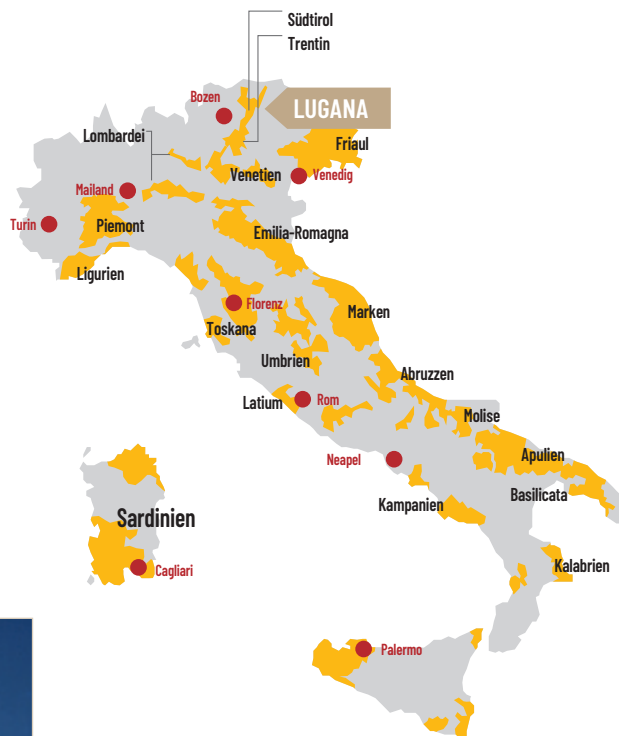 Südtirol
Trentin
Bozen
LUGANA
Lombardei
Friaul
Venetien
Venedig
Mailand
Turin
Piemont
Emilia-Romagna
Ligurien
Florenz
Marken
Toskana
Umbrien
Abruzzen
Latium
Rom
Molise
Neapel
Apulien
Basilicata
Kampanien
Sardinien
Kalabrien
Cagliari
Palermo